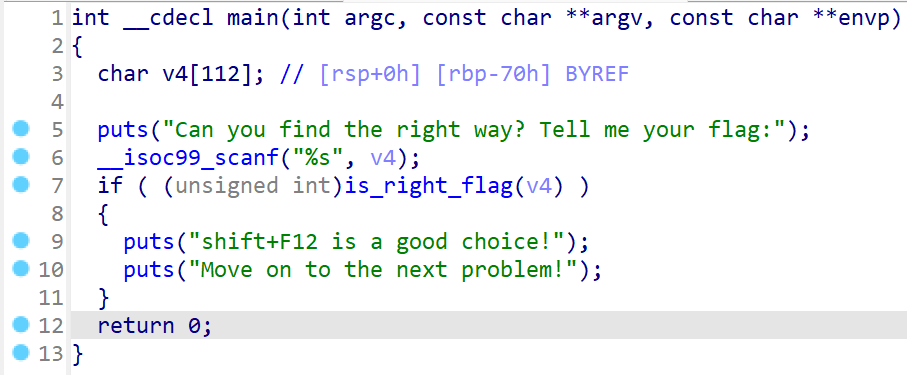 1 int __cdecl main(int argc, const char **argv, const char **envp)
2 {
3   char v4[112]; // [rsp+0h] [rbp-70h] BYREF
4
5   puts("Can you find the right way? Tell me your flag:");
6   __isoc99_scanf("%s", v4);
7   if ( (unsigned int)is_right_flag(v4) )
8   {
9     puts("shift+F12 is a good choice!");
10     puts("Move on to the next problem!");
11   }
12   return 0;
13 }